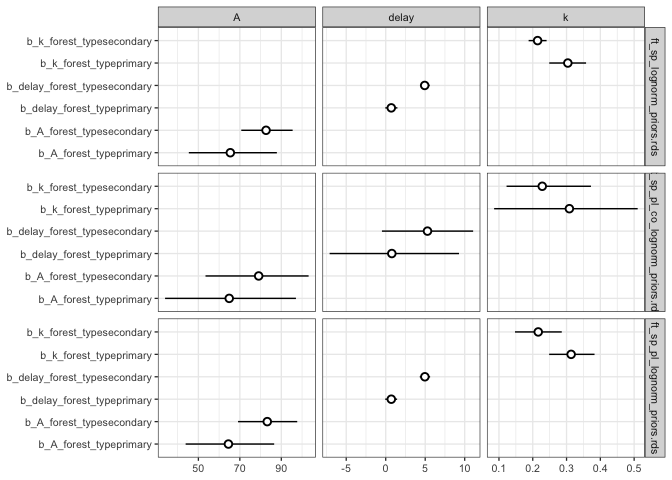 A
delay
k
b_k_forest_typesecondary
b_k_forest_typeprimary
b_delay_forest_typesecondary
b_delay_forest_typeprimary
b_A_forest_typesecondary
b_A_forest_typeprimary
ft_sp_lognorm_priors.rds
b_k_forest_typesecondary
b_k_forest_typeprimary
b_delay_forest_typesecondary
b_delay_forest_typeprimary
b_A_forest_typesecondary
b_A_forest_typeprimary
_sp_pl_co_lognorm_priors.rd
b_k_forest_typesecondary
b_k_forest_typeprimary
b_delay_forest_typesecondary
b_delay_forest_typeprimary
b_A_forest_typesecondary
b_A_forest_typeprimary
ft_sp_pl_lognorm_priors.rds
50 70 90
-5 0 5 10
0.1 0.2 0.3 0.4 0.5